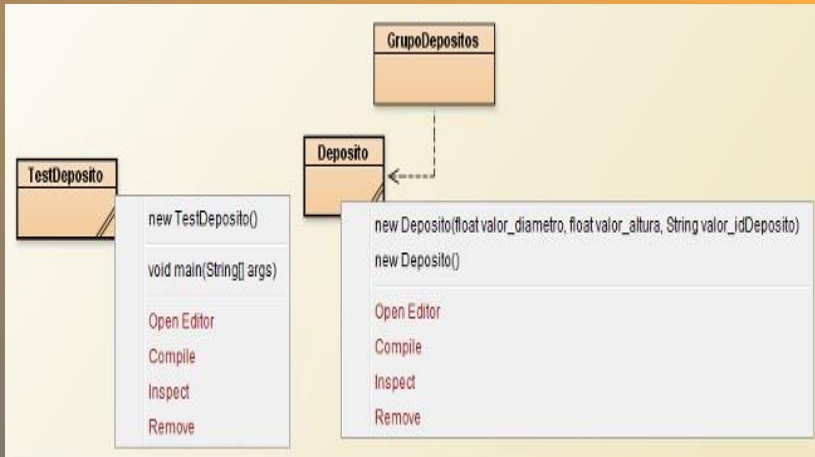 GrupoDepositos
Deposito
TestDeposito
new TestDeposito()
void main(String[] args)
Open Editor
Compile
Inspect
Remove
new Deposito(float valor_diametro, float valor_altura, String valor_idDeposito)
new Deposito()
Open Editor
Compile
Inspect
Remove